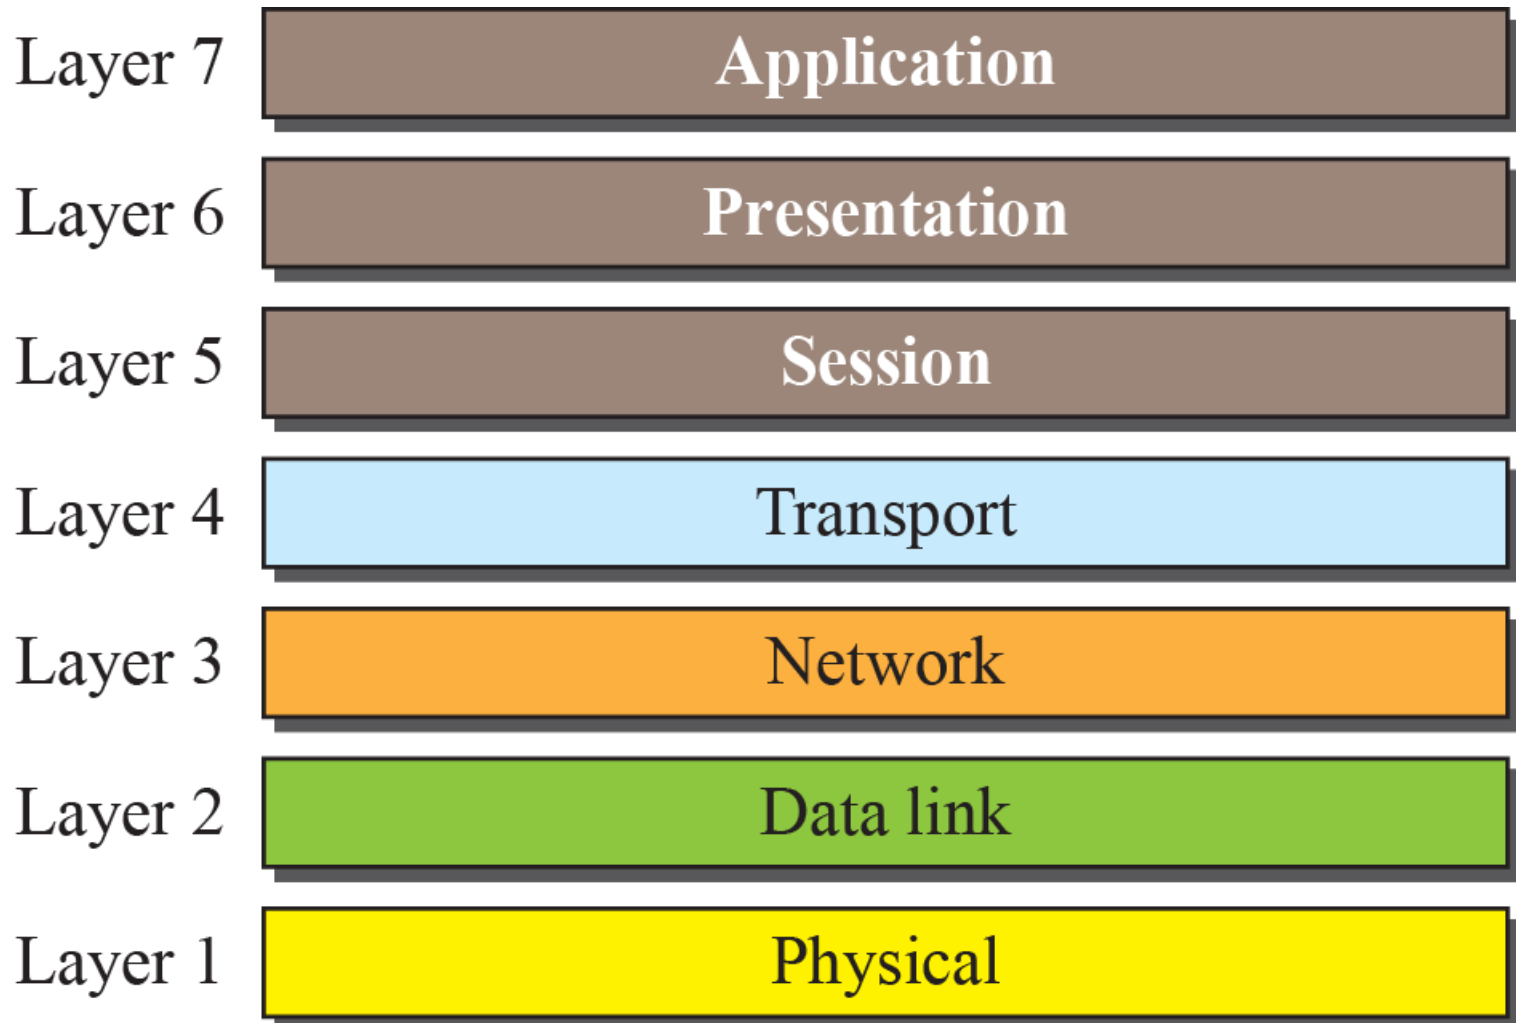 Layer 7 Application
Layer 6 Presentation
Layer 5 Session
Layer 4 Transport
Layer 3 Network
Layer 2 Data link
Layer 1 Physical